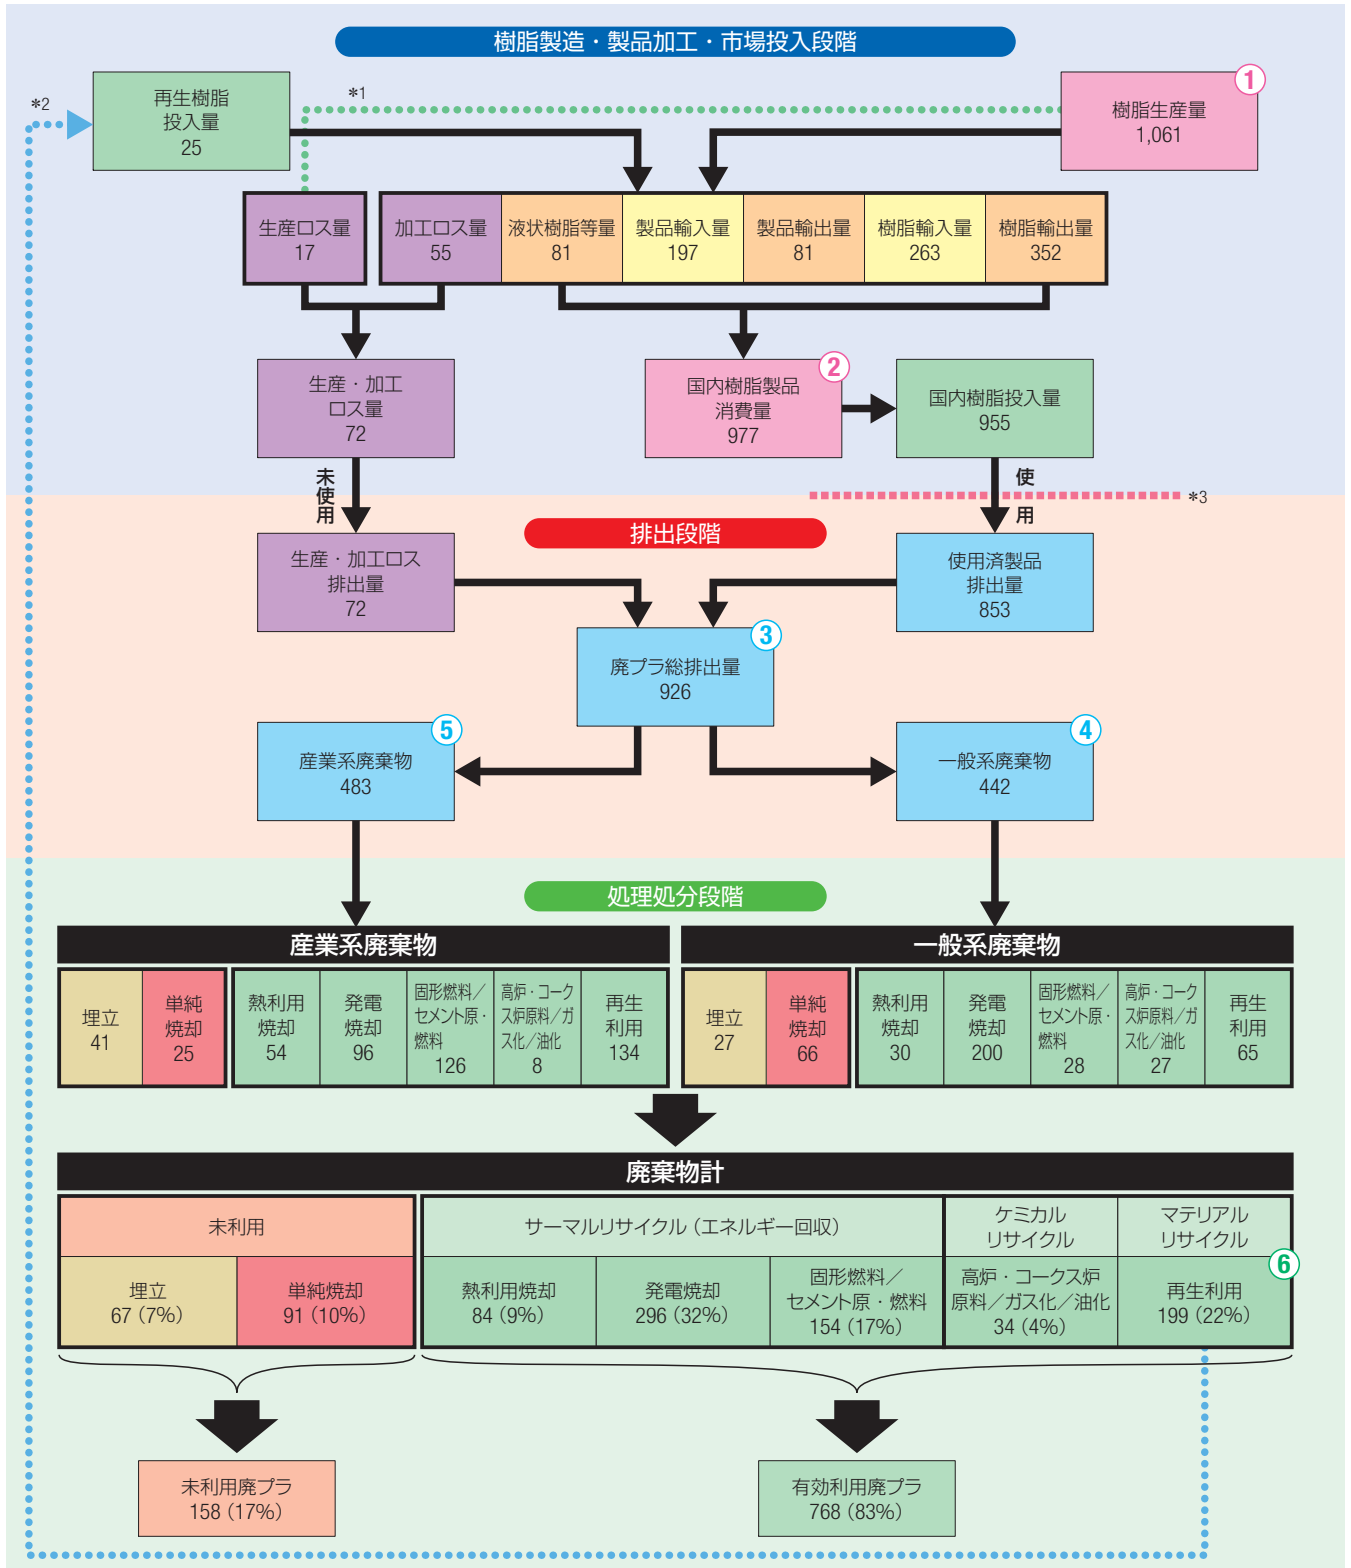 樹脂製造・製品加工・市場投入段階
*2
再生樹脂
投入量
25
*1
①
樹脂生産量
1,061
生産ロス量
17
加工ロス量
55
液状樹脂等量
81
製品輸入量
197
製品輸出量
81
樹脂輸入量
263
樹脂輸出量
352
生産・加工
ロス量
72
②
国内樹脂製品
消費量
977
国内樹脂投入量
955
未使用
使用
*3
排出段階
生産・加工ロス
排出量
72
使用済製品
排出量
853
③
廃プラ総排出量
926
⑤
産業系廃棄物
483
④
一般系廃棄物
442
処理処分段階
産業系廃棄物
埋立
41
単純
焼却
25
熱利用
焼却
54
発電
焼却
96
固形燃料／
セメント原・
燃料
126
高炉・コーク
ス炉原料／ガ
ス化／油化
8
再生
利用
134
一般系廃棄物
埋立
27
単純
焼却
66
熱利用
焼却
30
発電
焼却
200
固形燃料／
セメント原・
燃料
28
高炉・コーク
ス炉原料／ガ
ス化／油化
27
再生
利用
65
廃棄物計
未利用
サーマルリサイクル（エネルギー回収）
ケミカル
リサイクル
マテリアル
リサイクル
⑥
埋立
67 (7%)
単純焼却
91 (10%)
熱利用焼却
84 (9%)
発電焼却
296 (32%)
固形燃料／
セメント原・燃料
154 (17%)
高炉・コークス炉
原料／ガス化／油化
34 (4%)
再生利用
199 (22%)
未利用廃プラ
158 (17%)
有効利用廃プラ
768 (83%)